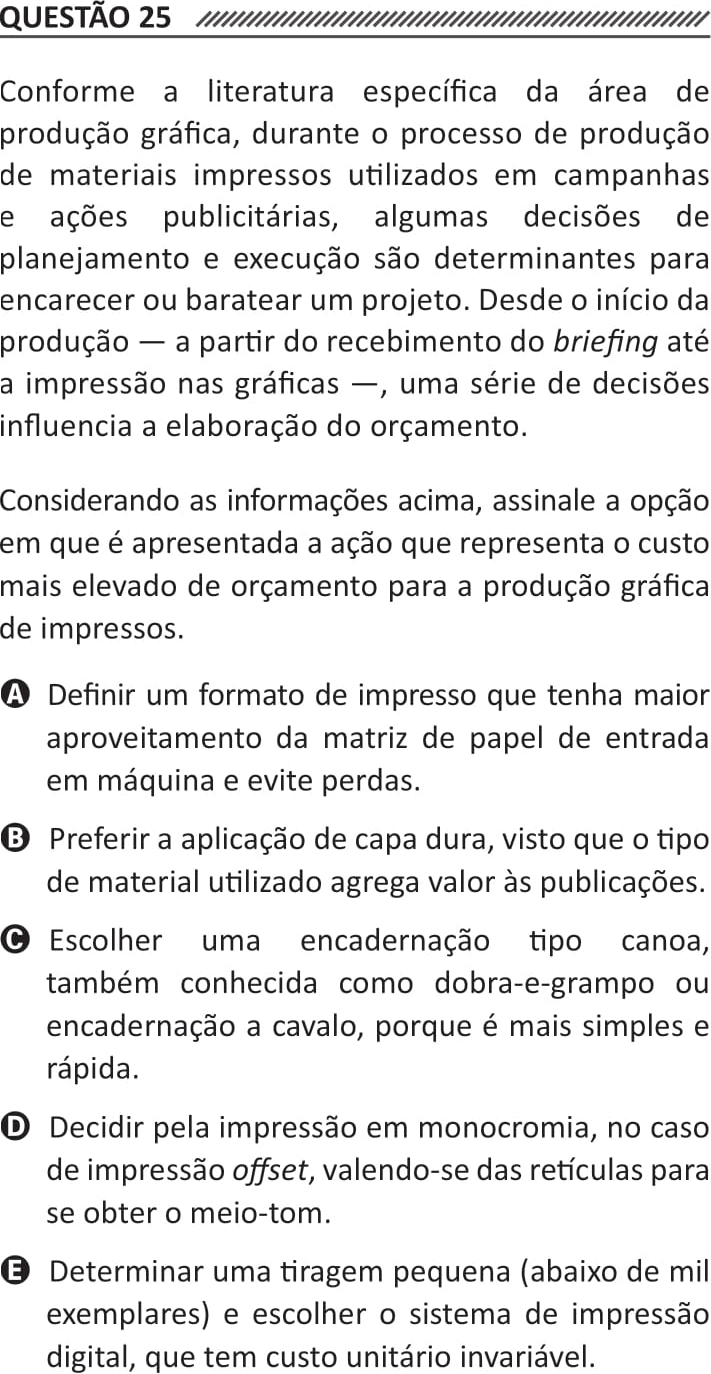 QUESTÃO 25
Conforme a literatura específica da área de
produção gráfica, durante o processo de produção
de materiais impressos utilizados em campanhas
e ações publicitárias, algumas decisões de
planejamento e execução são determinantes para
encarecer ou baratear um projeto. Desde o início da
produção — a partir do recebimento do briefing até
a impressão nas gráficas —, uma série de decisões
influencia a elaboração do orçamento.
Considerando as informações acima, assinale a opção
em que é apresentada a ação que representa o custo
mais elevado de orçamento para a produção gráfica
de impressos.
A Definir um formato de impresso que tenha maior
aproveitamento da matriz de papel de entrada
em máquina e evite perdas.
B Preferir a aplicação de capa dura, visto que o tipo
de material utilizado agrega valor às publicações.
C Escolher uma encadernação tipo canoa,
também conhecida como dobra-e-grampo ou
encadernação a cavalo, porque é mais simples e
rápida.
D Decidir pela impressão em monocromia, no caso
de impressão offset, valendo-se das retículas para
se obter o meio-tom.
E Determinar uma tiragem pequena (abaixo de mil
exemplares) e escolher o sistema de impressão
digital, que tem custo unitário invariável.